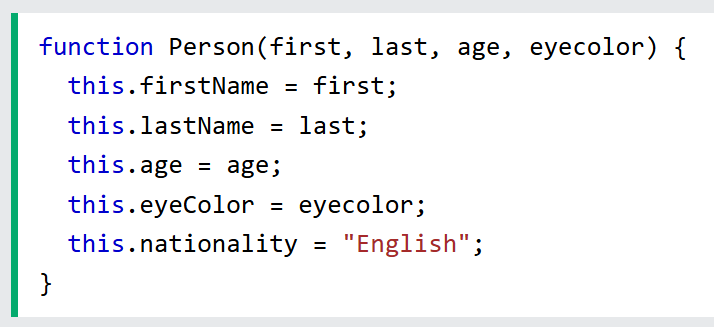 function Person(first, last, age, eyecolor) {
  this.firstName = first;
  this.lastName = last;
  this.age = age;
  this.eyeColor = eyecolor;
  this.nationality = "English";
}